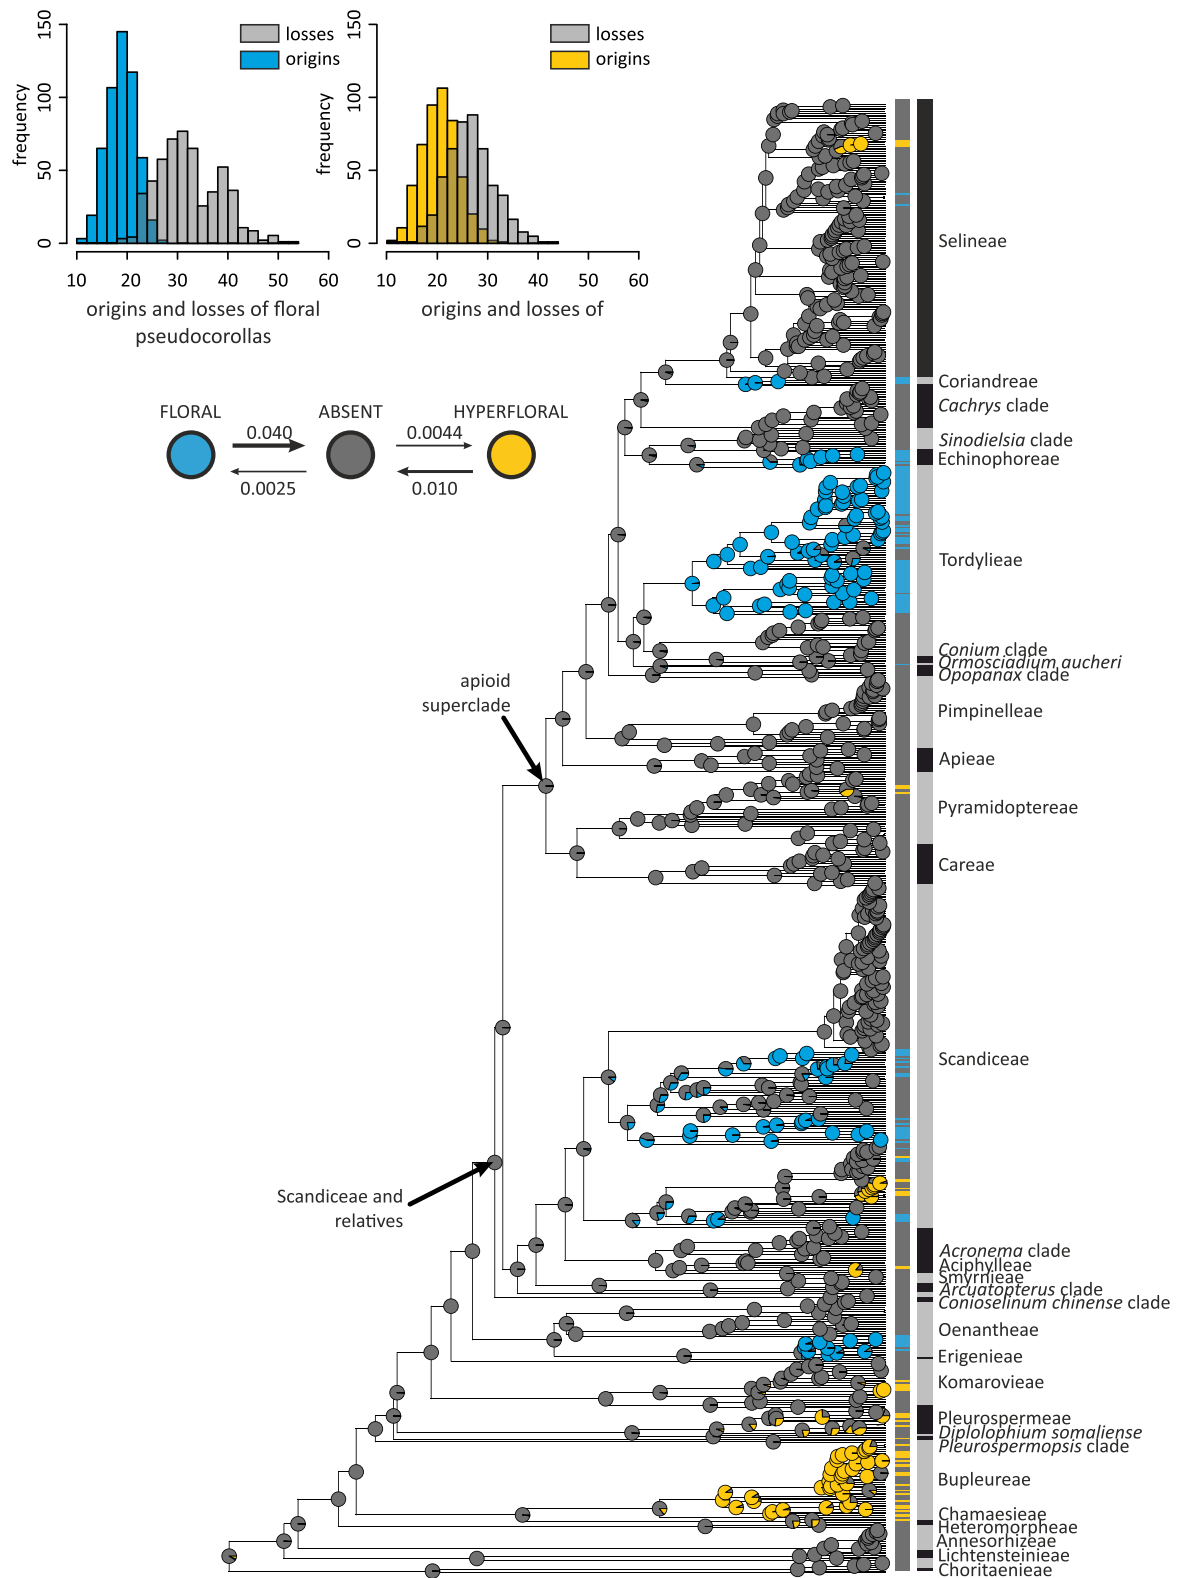 150
100
50
0
frequency
losses
origins
10 20 30 40 50 60
origins and losses of floral
pseudocorollas
150
100
50
0
frequency
losses
origins
10 20 30 40 50 60
origins and losses of
FLORAL
ABSENT
HYPERFLORAL
0.040
0.0044
0.0025
0.010
apioid
superclade
Scandiceae and
relatives
Selineae
Coriandreae
Cachrys clade
Sinodielsia clade
Echinophoreae
Tordylieae
Conium clade
Ormosciadium aucheri
Opopanax clade
Pimpinelleae
Apieae
Pyramidoptereae
Careae
Scandiceae
Acronema clade
Aciphylleae
Smyrnieae
Arcuatopterus clade
Conioselinum chinense clade
Oenantheae
Erigenieae
Komarovieae
Pleurospermeae
Diplolophium somaliense
Pleurospermopsis clade
Bupleureae
Chamaesieae
Heteromorpheae
Annesorhizeae
Lichtensteinieae
Choritaenieae